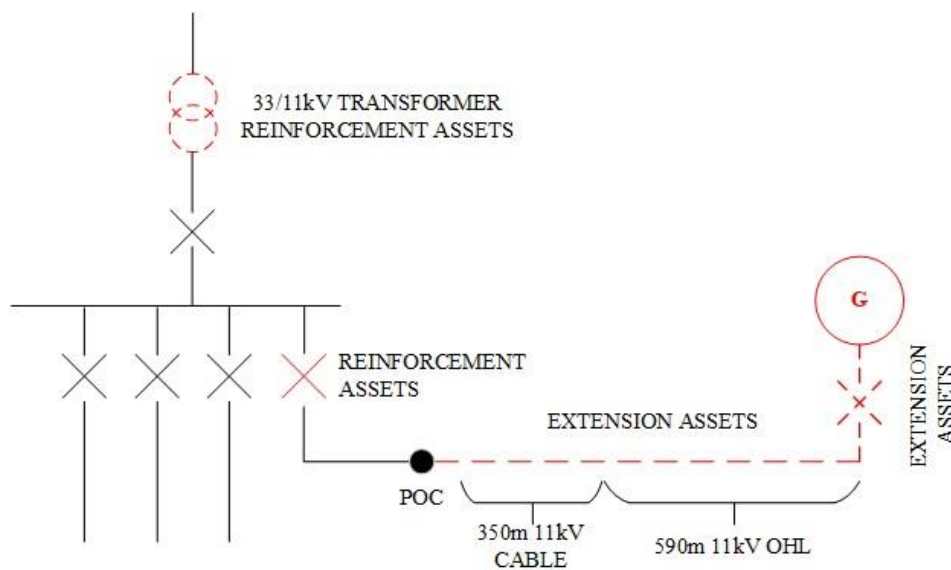 33/11kV TRANSFORMER
REINFORCEMENT ASSETS
G
REINFORCEMENT
ASSETS
EXTENSION ASSETS
EXTENSION
ASSETS
POC
350m 11kV
CABLE
590m 11kV OHL